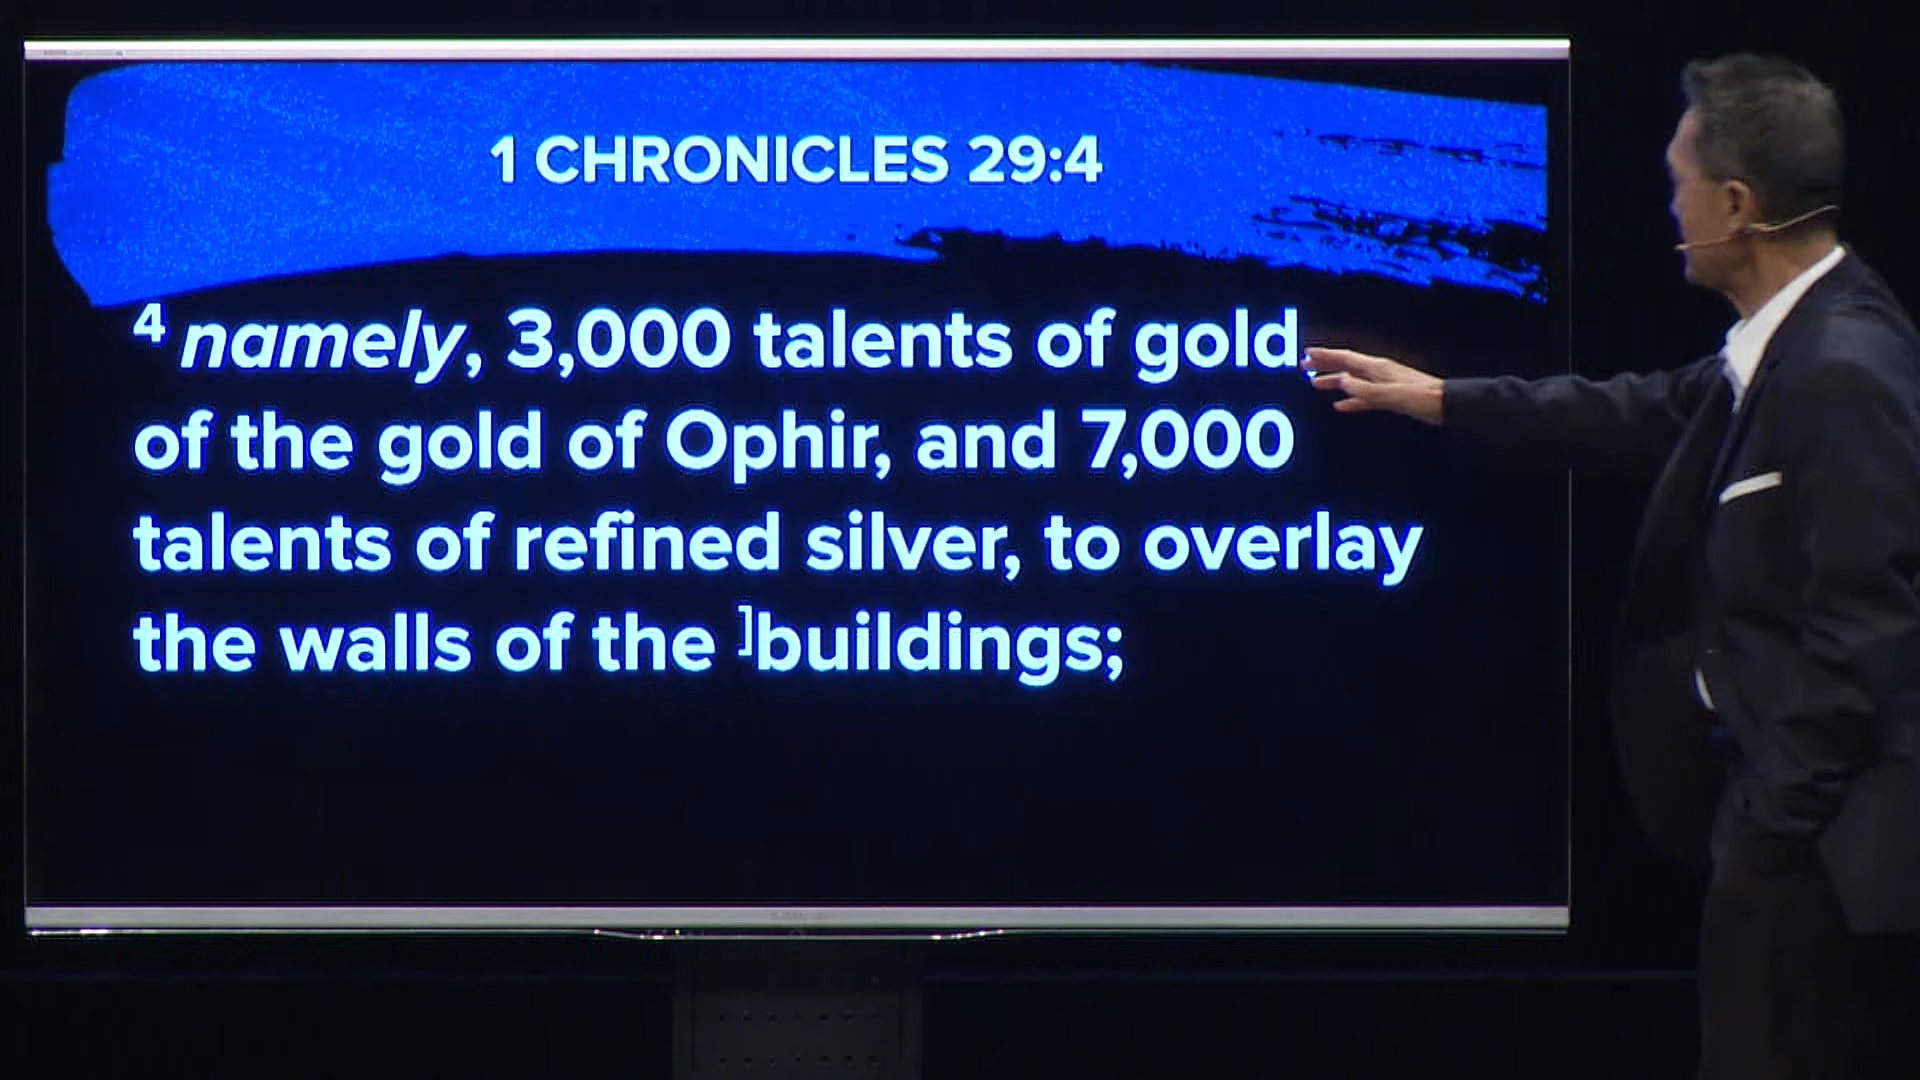 1 CHRONICLES 29:4
4 namely, 3,000 talents of gold,
of the gold of Ophir, and 7,000
talents of refined silver, to overlay
the walls of the ]buildings;